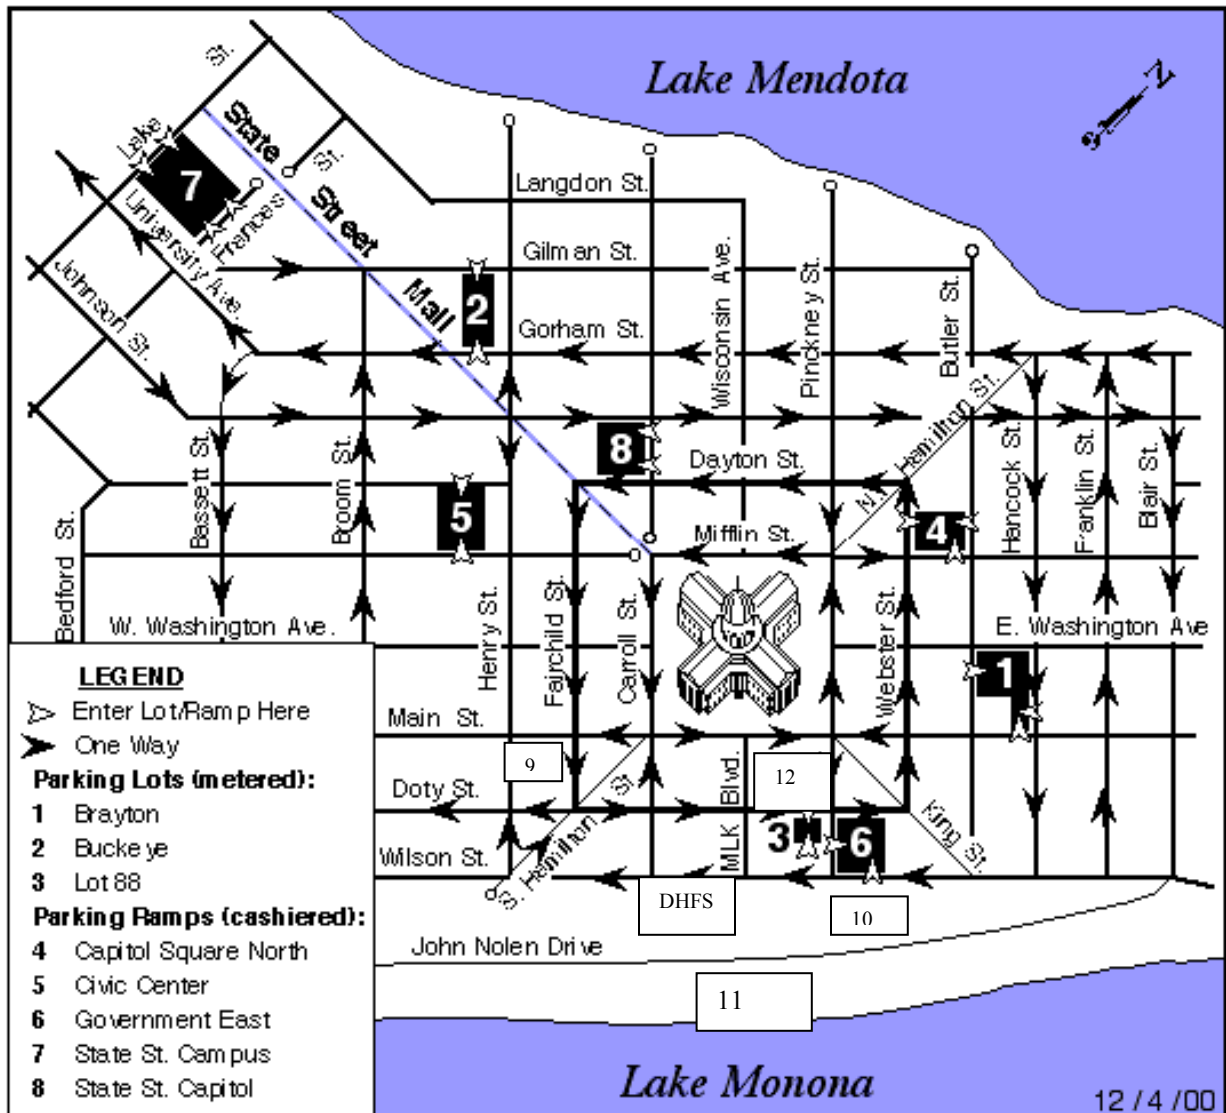 Lake Mendota
N
St.
State
Street
Mall
Lake
St.
7
Frances
University Ave.
Johnson St.
Langdon St.
Gilman St.
2
Gorham St.
Wisconsin Ave.
Pinckney St.
Butler St.
N. Hamilton St.
8
Dayton St.
Bassett St.
Broom St.
5
4
Hancock St.
Franklin St.
Blair St.
Mifflin St.
Bedford St.
W. Washington Ave.
E. Washington Ave
Henry St.
Fairchild St.
Carroll St.
Webster St.
1
Main St.
9
12
MLK Blvd.
Doty St.
S. Hamilton St
3
6
King St.
Wilson St.
DHFS
10
John Nolen Drive
11
Lake Monona
12 / 4 /00
LEGEND
Enter Lot/Ramp Here
One Way
Parking Lots (metered):
1 Brayton
2 Buckeye
3 Lot 88
Parking Ramps (cashiered):
4 Capitol Square North
5 Civic Center
6 Government East
7 State St. Campus
8 State St. Capitol